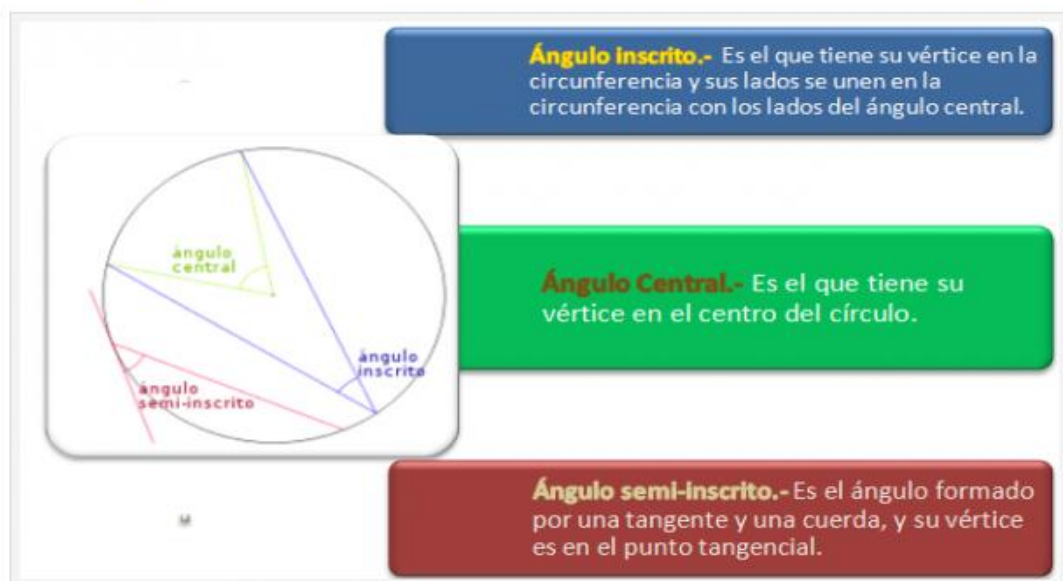 Ángulo inscrito.- Es el que tiene su vértice en la
circunferencia y sus lados se unen en la
circunferencia con los lados del ángulo central.
ángulo
central
ángulo
inscrito
ángulo
semi-inscrito
Ángulo Central.- Es el que tiene su
vértice en el centro del círculo.
Ángulo semi-inscrito.- Es el ángulo formado
por una tangente y una cuerda, y su vértice
es en el punto tangencial.